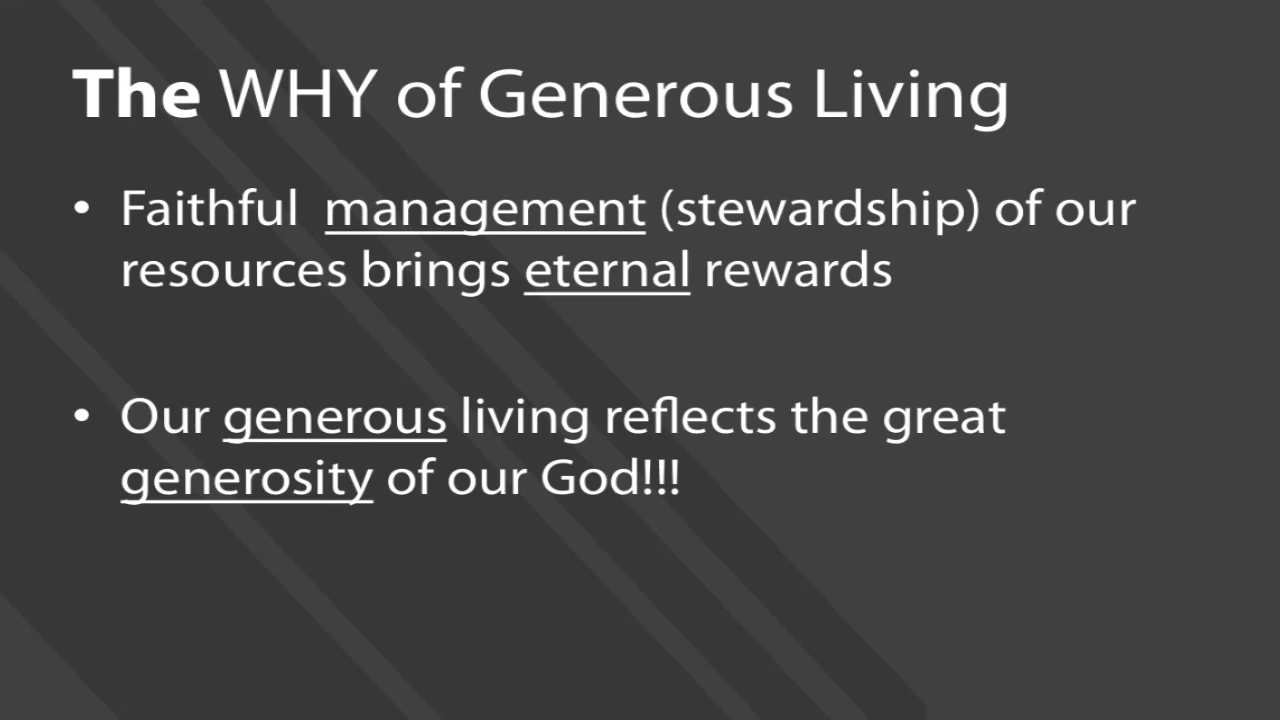 The WHY of Generous Living
• Faithful management (stewardship) of our
resources brings eternal rewards
• Our generous living reflects the great
generosity of our God!!!